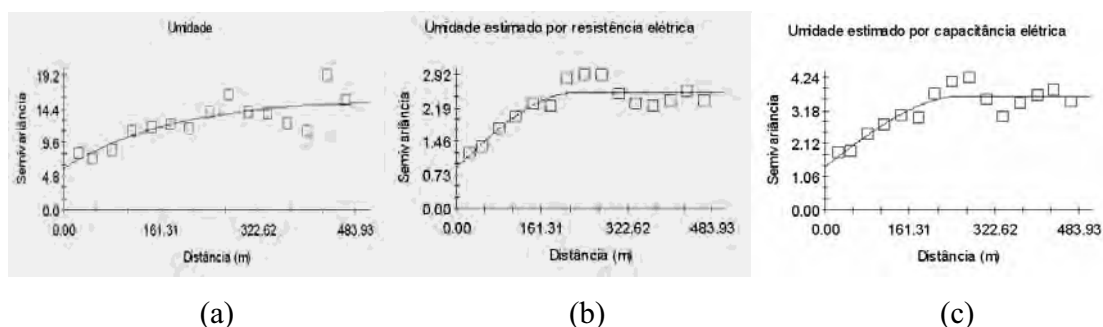 Umidade
19.2
14.4
9.6
4.8
0.0
Semivariância
0.00 161.31 322.62 483.93
Distância (m)
(a)
Umidade estimado por resistência elétrica
2.92
2.19
1.46
0.73
0.00
Semivariância
0.00 161.31 322.62 483.93
Distância (m)
(b)
Umidade estimado por capacitância elétrica
4.24
3.18
2.12
1.06
0.00
Semivariância
0.00 161.31 322.62 483.93
Distância (m)
(c)